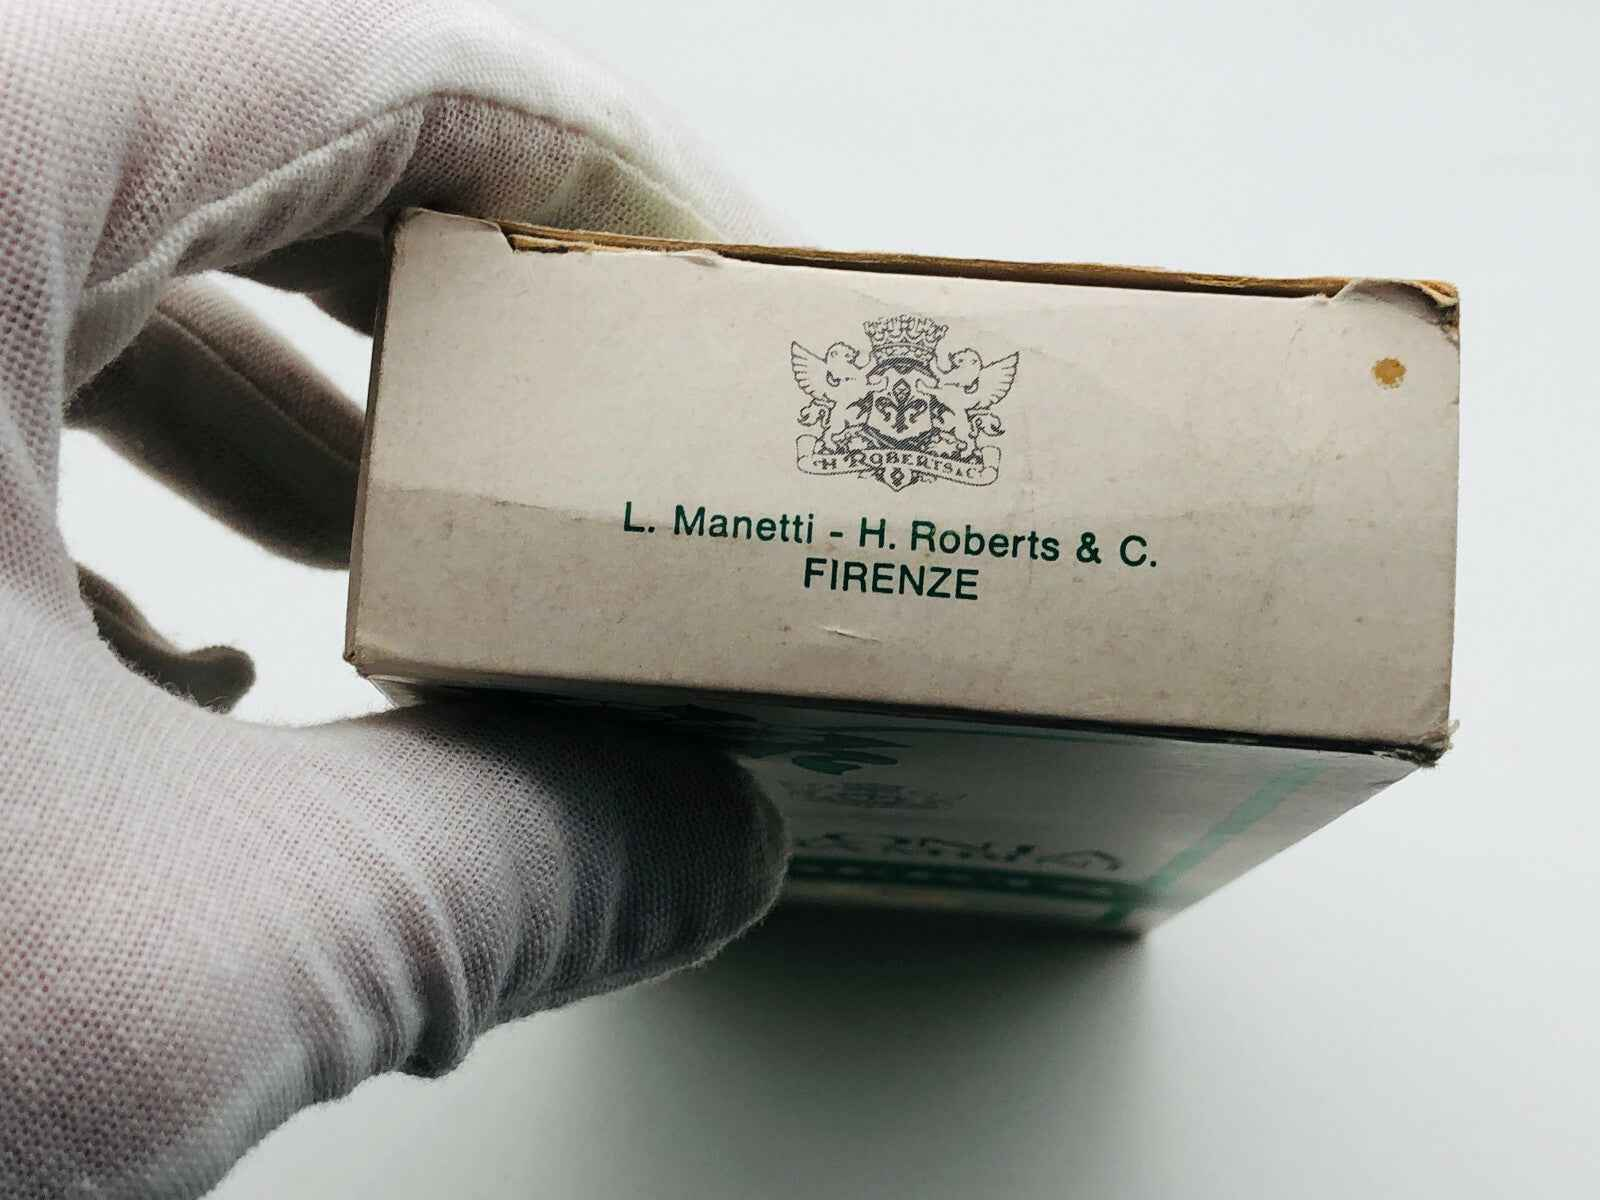 H. ROBERTS & C.
L. Manetti - H. Roberts & C.
FIRENZE